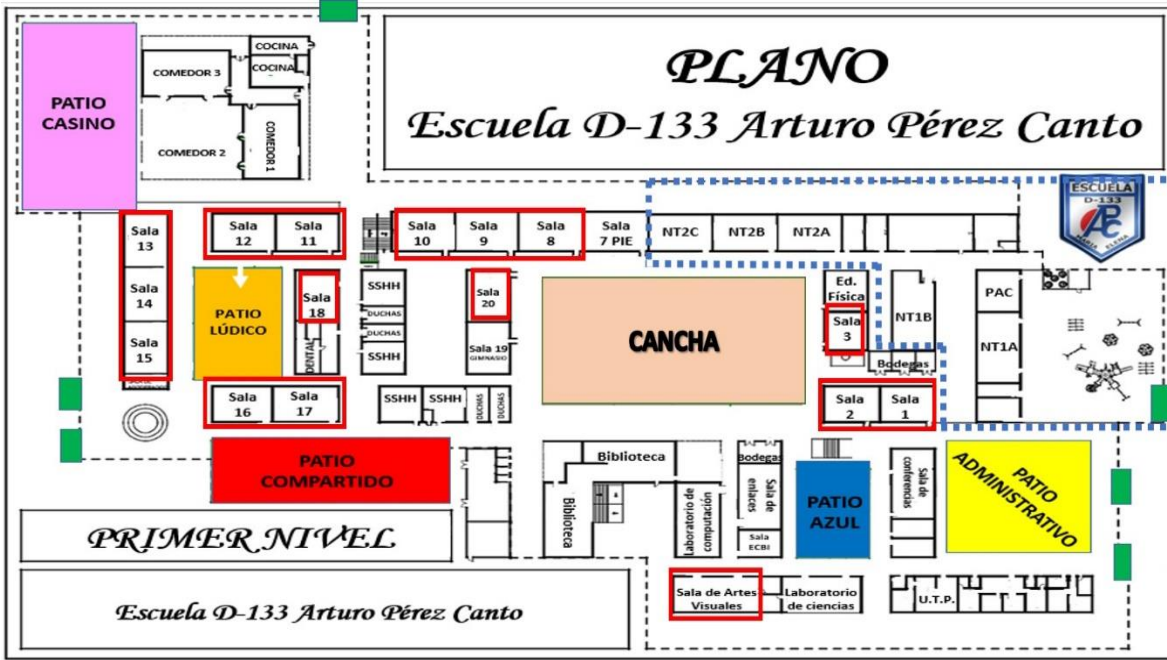 PLANO
Escuela D-133 Arturo Pérez Canto
COCINA
COCINA
COMEDOR 3
PATIO
CASINO
COMEDOR 2
COMEDOR 1
ESCUELA
D-133
MARIA ELENA
Sala
13
Sala
14
Sala
15
Sala
12
Sala
11
Sala
10
Sala
9
Sala
8
Sala
7 PIE
NT2C
NT2B
NT2A
PATIO
LÚDICO
Sala
18
DENTAL
SSHH
DUCHAS
DUCHAS
SSHH
Sala
20
Sala 19
GIMNASIO
CANCHA
Ed.
Física
Sala
3
NT1B
Bodegas
PAC
NT1A
Sala
16
Sala
17
SSHH
SSHH
DUCHAS
DUCHAS
Sala
2
Sala
1
PATIO
COMPARTIDO
Biblioteca
Biblioteca
Laboratorio de
computación
Bodegas
Sala de
enlaces
Sala
ECBI
PATIO
AZUL
Sala de
conferencias
PATIO
ADMINISTRATIVO
PRIMER NIVEL
Escuela D-133 Arturo Pérez Canto
Sala de Artes
Visuales
Laboratorio
de ciencias
U.T.P.